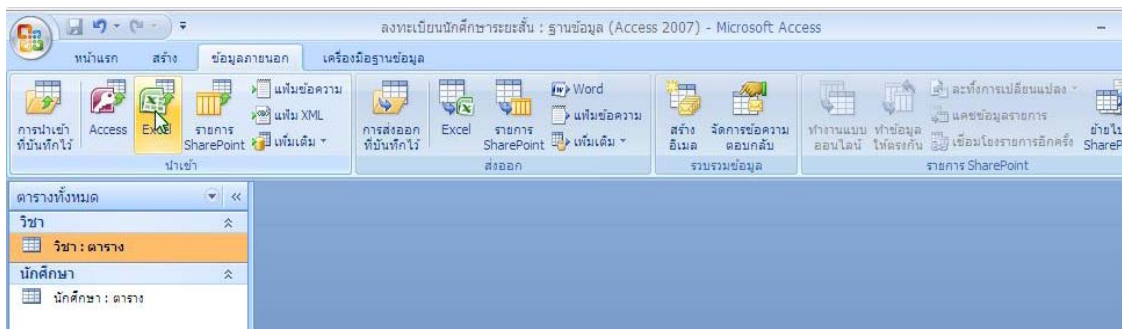 ลงทะเบียนนักศึกษาระยะสั้น : ฐานข้อมูล (Access 2007) - Microsoft Access
หน้าแรก สร้าง ข้อมูลภายนอก เครื่องมือฐานข้อมูล
การนำเข้าที่บันทึกไว้
Access
Excel
รายการ SharePoint
แฟ้มข้อความ
แฟ้ม XML
เพิ่มเติม
นำเข้า
การส่งออกที่บันทึกไว้
Excel
รายการ SharePoint
Word
แฟ้มข้อความ
เพิ่มเติม
ส่งออก
สร้างอีเมล
จัดการข้อความตอบกลับ
รวบรวมข้อมูล
ทำงานแบบออนไลน์
ทำข้อมูลให้ตรงกัน
ละทิ้งการเปลี่ยนแปลง
แคชข้อมูลรายการ
เชื่อมโยงรายการอีกครั้ง
ย้ายไป
ShareP
รายการ SharePoint
ตารางทั้งหมด
วิชา
วิชา : ตาราง
นักศึกษา
นักศึกษา : ตาราง